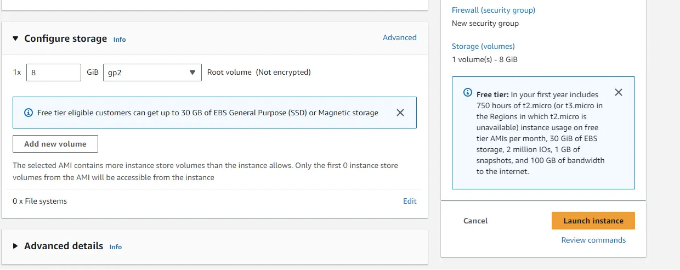 Configure storage Info
Advanced
1x 8 GiB gp2 Root volume (Not encrypted)
Free tier eligible customers can get up to 30 GB of EBS General Purpose (SSD) or Magnetic storage
Add new volume
The selected AMI contains more instance store volumes than the instance allows. Only the first 0 instance store
volumes from the AMI will be accessible from the instance
0 x File systems
Edit
Advanced details Info
Firewall (security group)
New security group
Storage (volumes)
1 volume(s) - 8 GiB
Free tier: In your first year includes
750 hours of t2.micro (or t3.micro in
the Regions in which t2.micro is
unavailable) instance usage on free
tier AMIs per month, 30 GiB of EBS
storage, 2 million IOs, 1 GB of
snapshots, and 100 GB of bandwidth
to the internet.
Cancel
Launch instance
Review commands